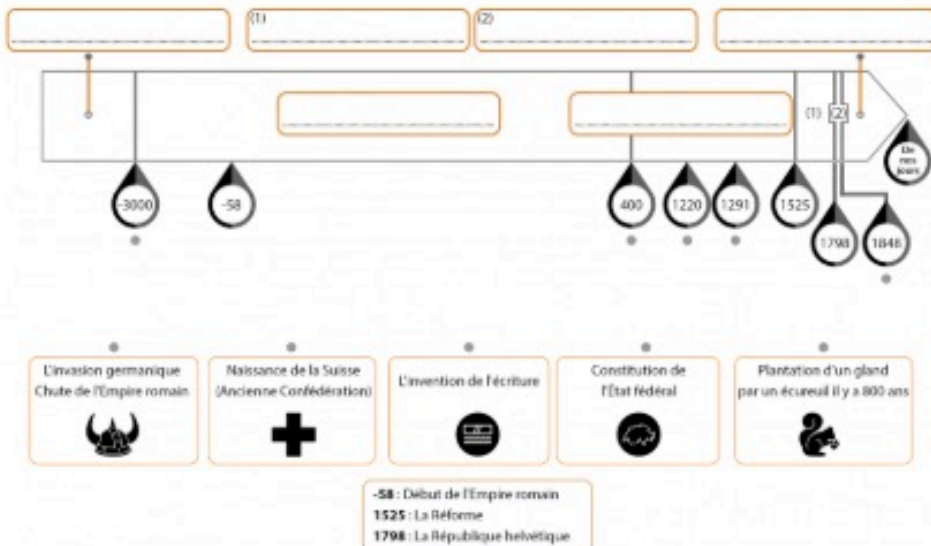 (1)
(2)
(1)
(2)
De
nos
jours
-3000
-58
400
1220
1291
1525
1798
1848
L'invasion germanique
Chute de l'Empire romain
Naissance de la Suisse
(Ancienne Confédération)
L'invention de l'écriture
Constitution de
l'État fédéral
Plantation d'un gland
par un écureuil il y a 800 ans
-58 : Début de l'Empire romain
1525 : La Réforme
1798 : La République helvétique